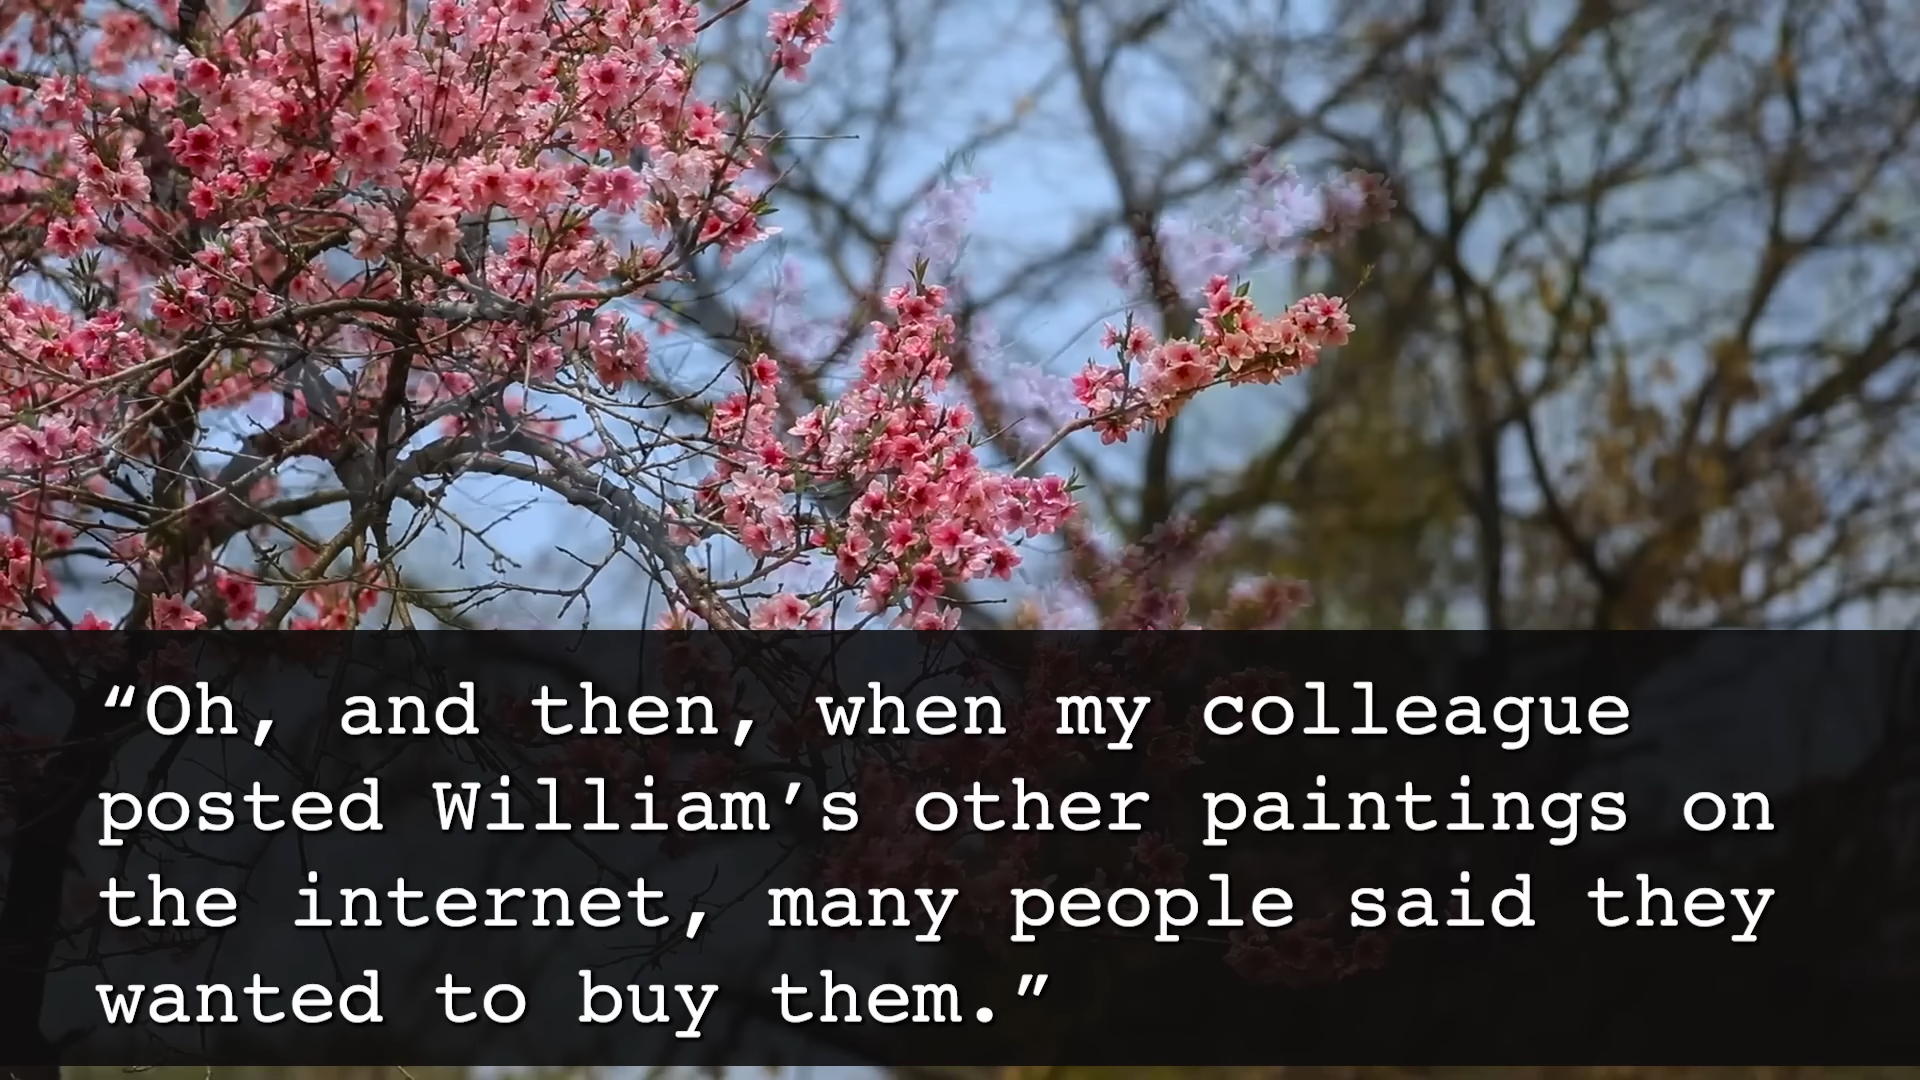 “Oh, and then, when my colleague
posted William’s other paintings on
the internet, many people said they
wanted to buy them.”